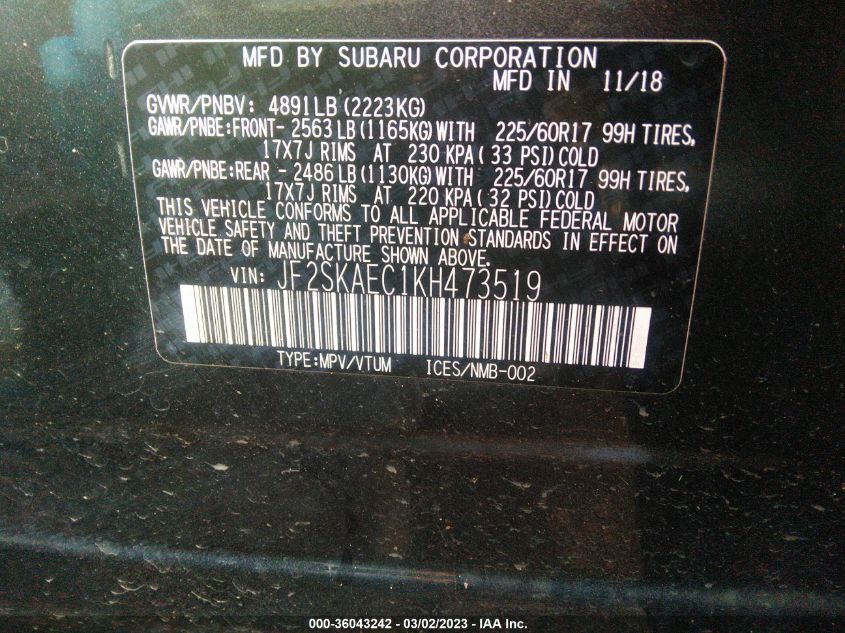 MFD BY SUBARU CORPORATION
MFD IN 11/18
GVWR/PNBV: 4891LB (2223KG)
GAWR/PNBE:FRONT- 2563 LB (1165KG) WITH 225/60R17 99H TIRES,
17X7J RIMS AT 230 KPA ( 33 PSI) COLD
GAWR/PNBE:REAR - 2486 LB (1130KG) WITH 225/60R17 99H TIRES,
17X7J RIMS AT 220 KPA ( 32 PSI) COLD
THIS VEHICLE CONFORMS TO ALL APPLICABLE FEDERAL MOTOR
VEHICLE SAFETY AND THEFT PREVENTION STANDARDS IN EFFECT ON
THE DATE OF MANUFACTURE SHOWN ABOVE.
VIN: JF2SKAEC1KH473519
TYPE:MPV/VTUM ICES/NMB-002
000-36043242 - 03/02/2023 - IAA Inc.